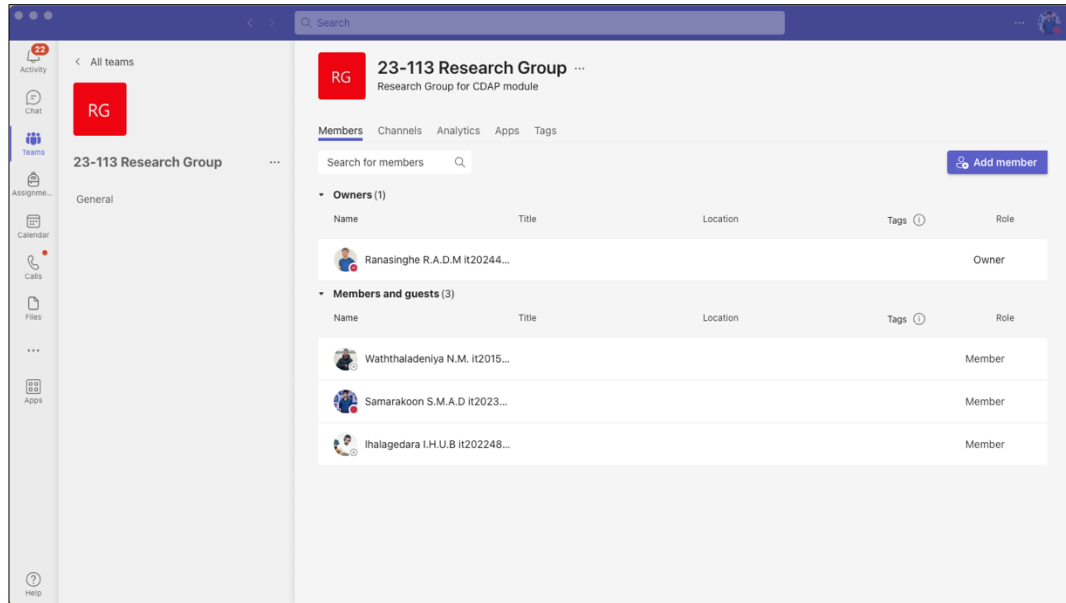 Search
22
Activity
Chat
Teams
Assignme...
Calendar
Calls
Files
Apps
Help
All teams
RG
23-113 Research Group
General
RG
23-113 Research Group
Research Group for CDAP module
Members Channels Analytics Apps Tags
Search for members
Add member
Owners (1)
Name Title Location Tags Role
Ranasinghe R.A.D.M it20244... Owner
Members and guests (3)
Name Title Location Tags Role
Waththaladeniya N.M. it2015... Member
Samarakoon S.M.A.D it2023... Member
Ihalagedara I.H.U.B it202248... Member